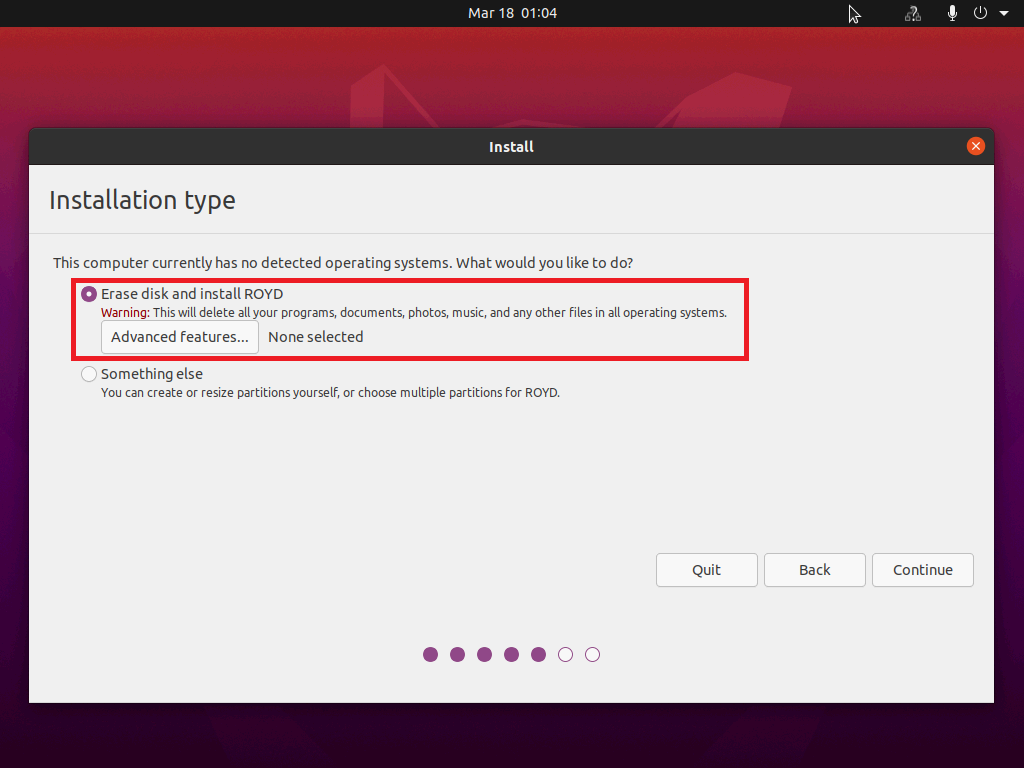 Mar 18 01:04
Install
Installation type
This computer currently has no detected operating systems. What would you like to do?
Erase disk and install ROYD
Warning: This will delete all your programs, documents, photos, music, and any other files in all operating systems.
Advanced features... None selected
Something else
You can create or resize partitions yourself, or choose multiple partitions for ROYD.
Quit Back Continue